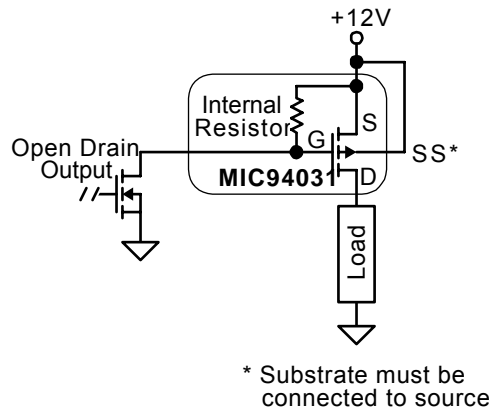 +12V
Internal
Resistor
S
G
Open Drain
Output
SS*
MIC94031
D
Load
* Substrate must be
connected to source